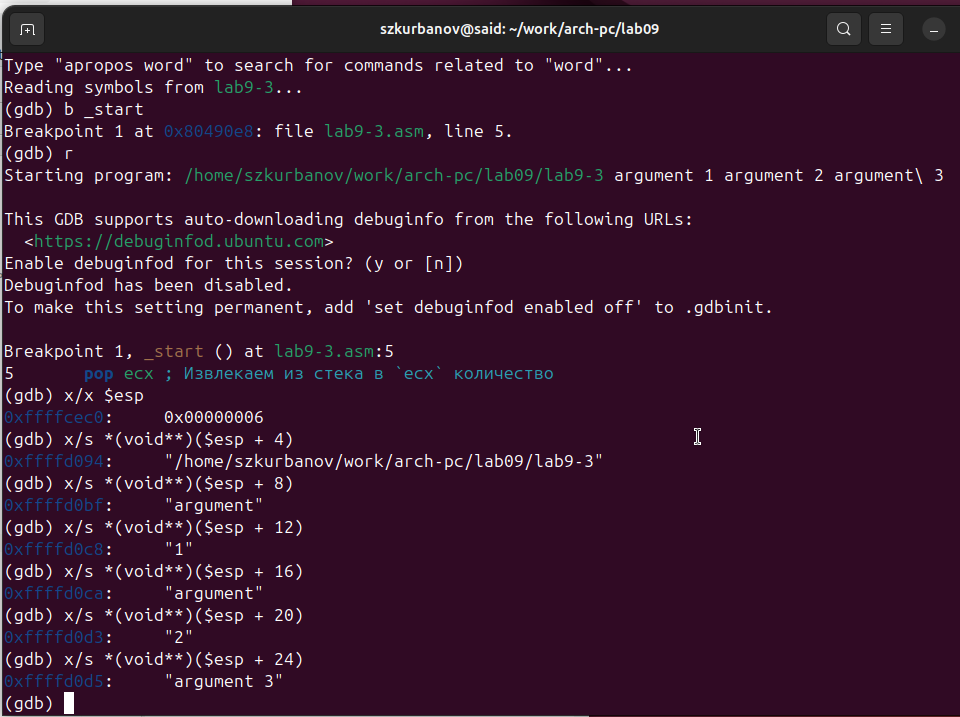 szkurbanov@said: ~/work/arch-pc/lab09
Type "apropos word" to search for commands related to "word"...
Reading symbols from lab9-3...
(gdb) b _start
Breakpoint 1 at 0x80490e8: file lab9-3.asm, line 5.
(gdb) r
Starting program: /home/szkurbanov/work/arch-pc/lab09/lab9-3 argument 1 argument 2 argument\ 3
This GDB supports auto-downloading debuginfo from the following URLs:
<https://debuginfod.ubuntu.com>
Enable debuginfod for this session? (y or [n])
Debuginfod has been disabled.
To make this setting permanent, add 'set debuginfod enabled off' to .gdbinit.
Breakpoint 1, _start () at lab9-3.asm:5
5 pop ecx ; Извлекаем из стека в `ecx` количество
(gdb) x/x $esp
0xffffcec0: 0x00000006
(gdb) x/s *(void**)($esp + 4)
0xffffd094: "/home/szkurbanov/work/arch-pc/lab09/lab9-3"
(gdb) x/s *(void**)($esp + 8)
0xffffd0bf: "argument"
(gdb) x/s *(void**)($esp + 12)
0xffffd0c8: "1"
(gdb) x/s *(void**)($esp + 16)
0xffffd0ca: "argument"
(gdb) x/s *(void**)($esp + 20)
0xffffd0d3: "2"
(gdb) x/s *(void**)($esp + 24)
0xffffd0d5: "argument 3"
(gdb)